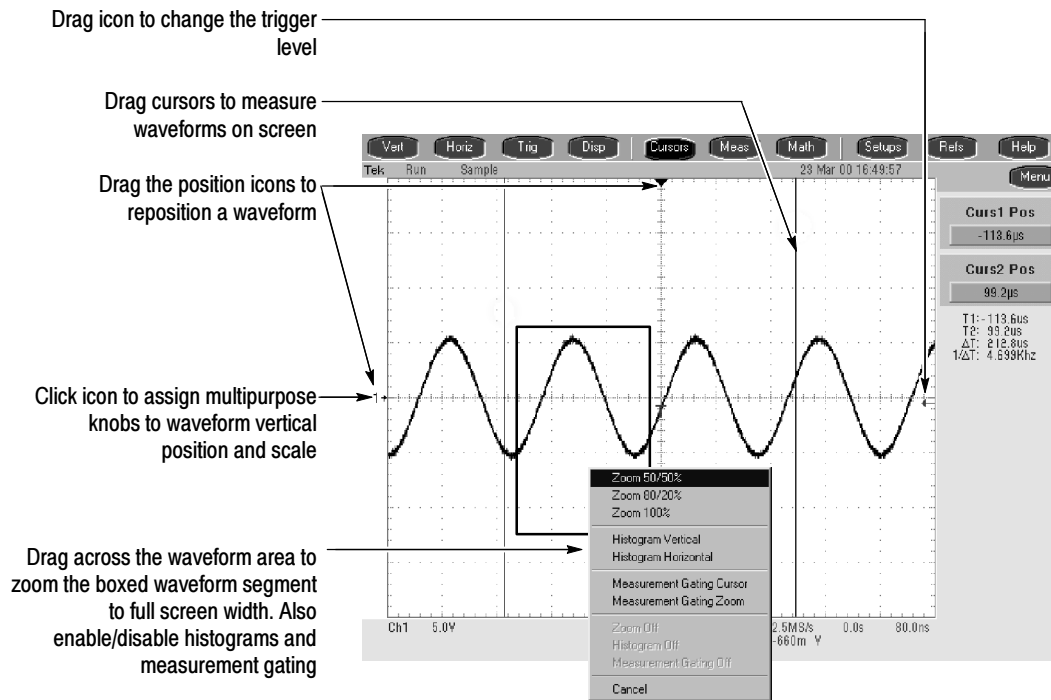 Drag icon to change the trigger
level
Drag cursors to measure
waveforms on screen
Drag the position icons to
reposition a waveform
Click icon to assign multipurpose
knobs to waveform vertical
position and scale
Drag across the waveform area to
zoom the boxed waveform segment
to full screen width. Also
enable/disable histograms and
measurement gating
Vert Horiz Trig Disp Cursors Meas Math Setups Refs Help
Tek Run Sample 23 Mar 00 16:49:57
Menu
Curs1 Pos
-113.6µs
Curs2 Pos
99.2µs
T1:-113.6us
T2: 99.2us
ΔT: 212.8us
1/ΔT: 4.699Khz
1
Zoom 50/50%
Zoom 80/20%
Zoom 100%
Histogram Vertical
Histogram Horizontal
Measurement Gating Cursor
Measurement Gating Zoom
Zoom Off
Histogram Off
Measurement Gating Off
Cancel
Ch1 5.0V 2.5MS/s 0.0s 80.0ns
-660m V